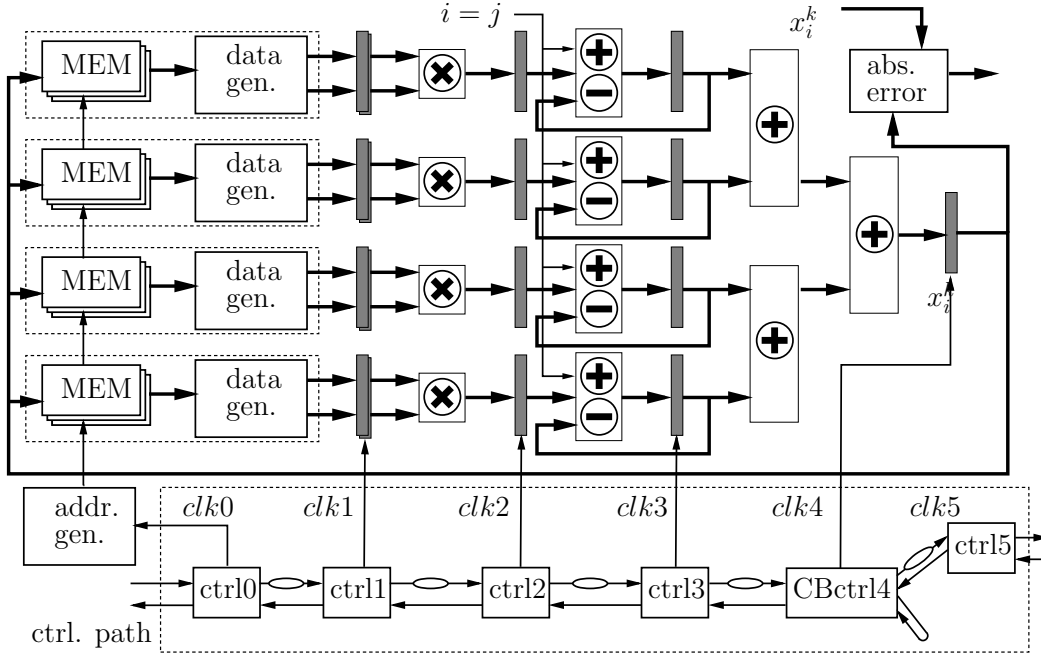 i = j
x_i^k
MEM
data
gen.
abs.
error
MEM
data
gen.
MEM
data
gen.
x_i^k
MEM
data
gen.
addr.
gen.
clk0
clk1
clk2
clk3
clk4
clk5
ctrl0
ctrl1
ctrl2
ctrl3
CBctrl4
ctrl5
ctrl. path